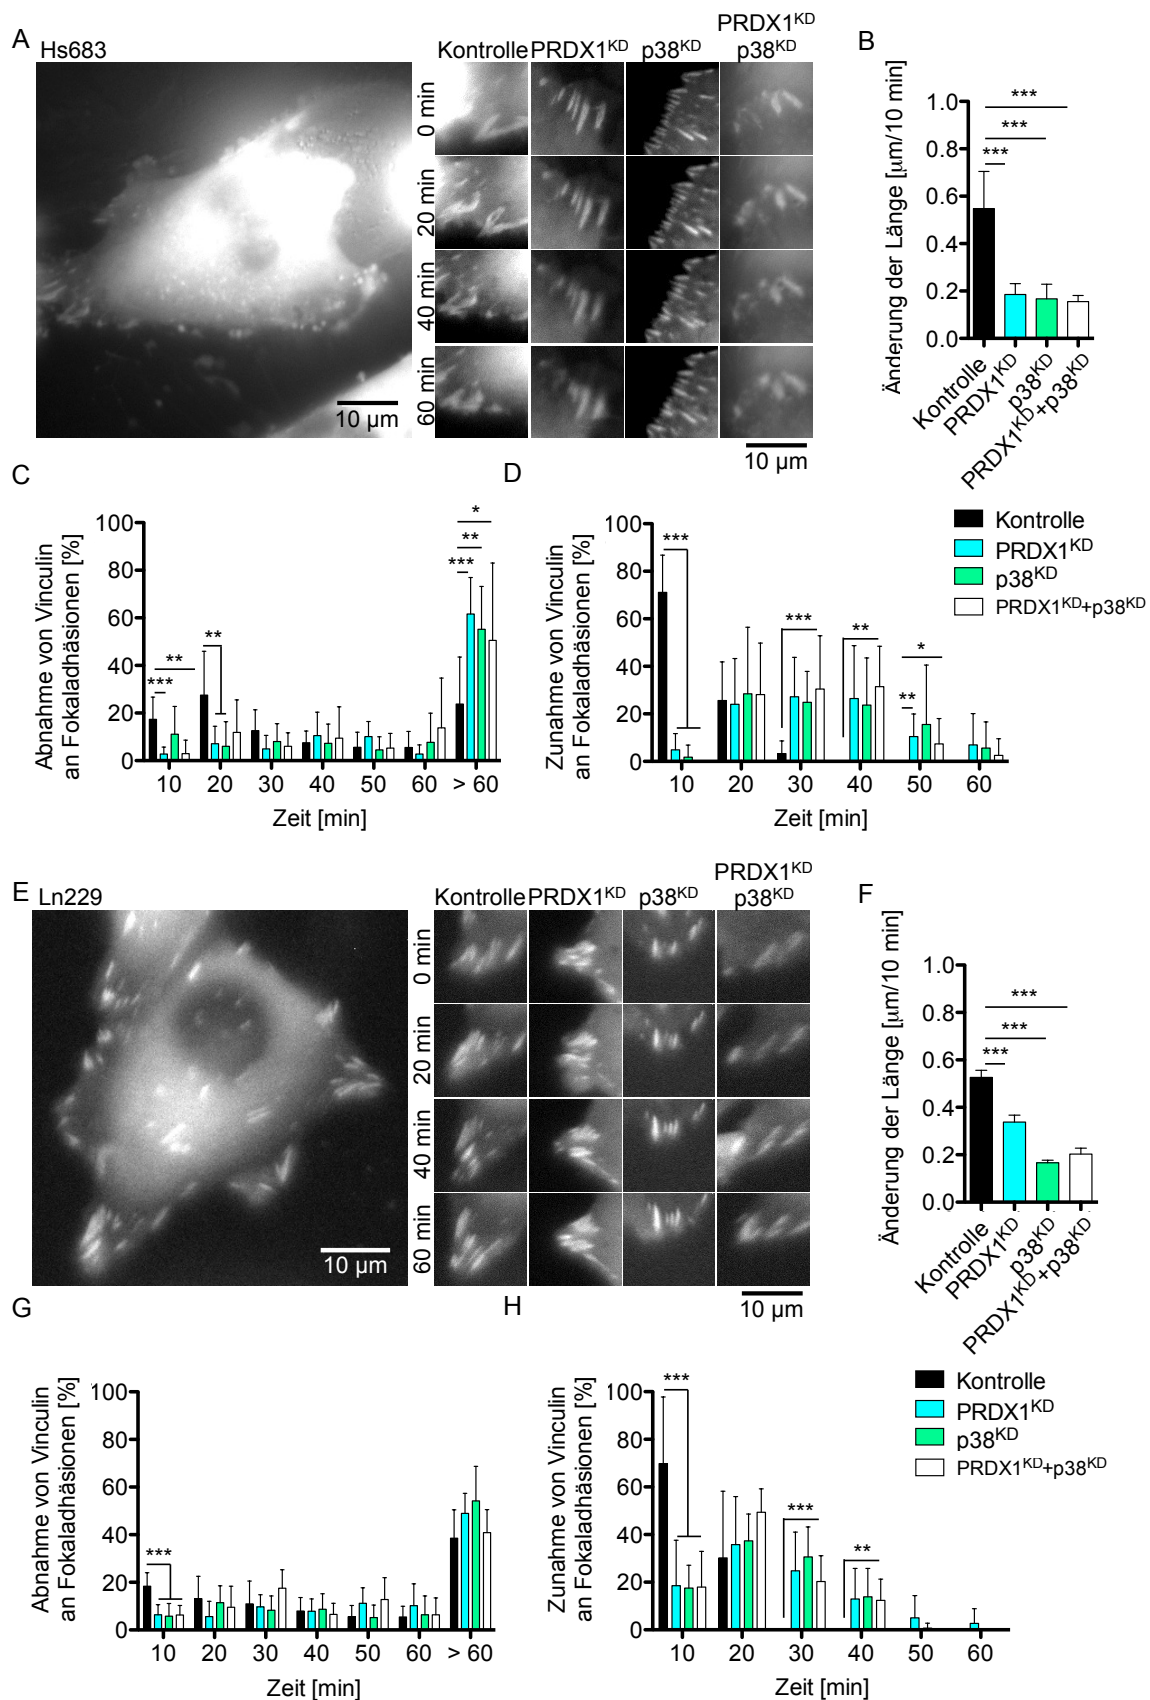 A
Hs683
Kontrolle
PRDX1KD
p38KD
PRDX1KD
p38KD
0 min
20 min
40 min
60 min
10 µm
10 µm
B
Änderung der Länge [µm/10 min]
1.0
0.8
0.6
0.4
0.2
0.0
***
***
***
Kontrolle
PRDX1KD
p38KD
PRDX1KD+p38KD
C
Abnahme von Vinculin
an Fokaladhäsionen [%]
100
80
60
40
20
0
***
**
**
***
**
*
10 20 30 40 50 60 > 60
Zeit [min]
D
Zunahme von Vinculin
an Fokaladhäsionen [%]
100
80
60
40
20
0
***
***
**
**
*
10 20 30 40 50 60
Zeit [min]
Kontrolle
PRDX1KD
p38KD
PRDX1KD+p38KD
E
Ln229
Kontrolle
PRDX1KD
p38KD
PRDX1KD
p38KD
0 min
20 min
40 min
60 min
10 µm
10 µm
F
Änderung der Länge [µm/10 min]
1.0
0.8
0.6
0.4
0.2
0.0
***
***
***
Kontrolle
PRDX1KD
p38KD
PRDX1KD+p38KD
G
Abnahme von Vinculin
an Fokaladhäsionen [%]
100
80
60
40
20
0
***
10 20 30 40 50 60 > 60
Zeit [min]
H
Zunahme von Vinculin
an Fokaladhäsionen [%]
100
80
60
40
20
0
***
***
**
10 20 30 40 50 60
Zeit [min]
Kontrolle
PRDX1KD
p38KD
PRDX1KD+p38KD